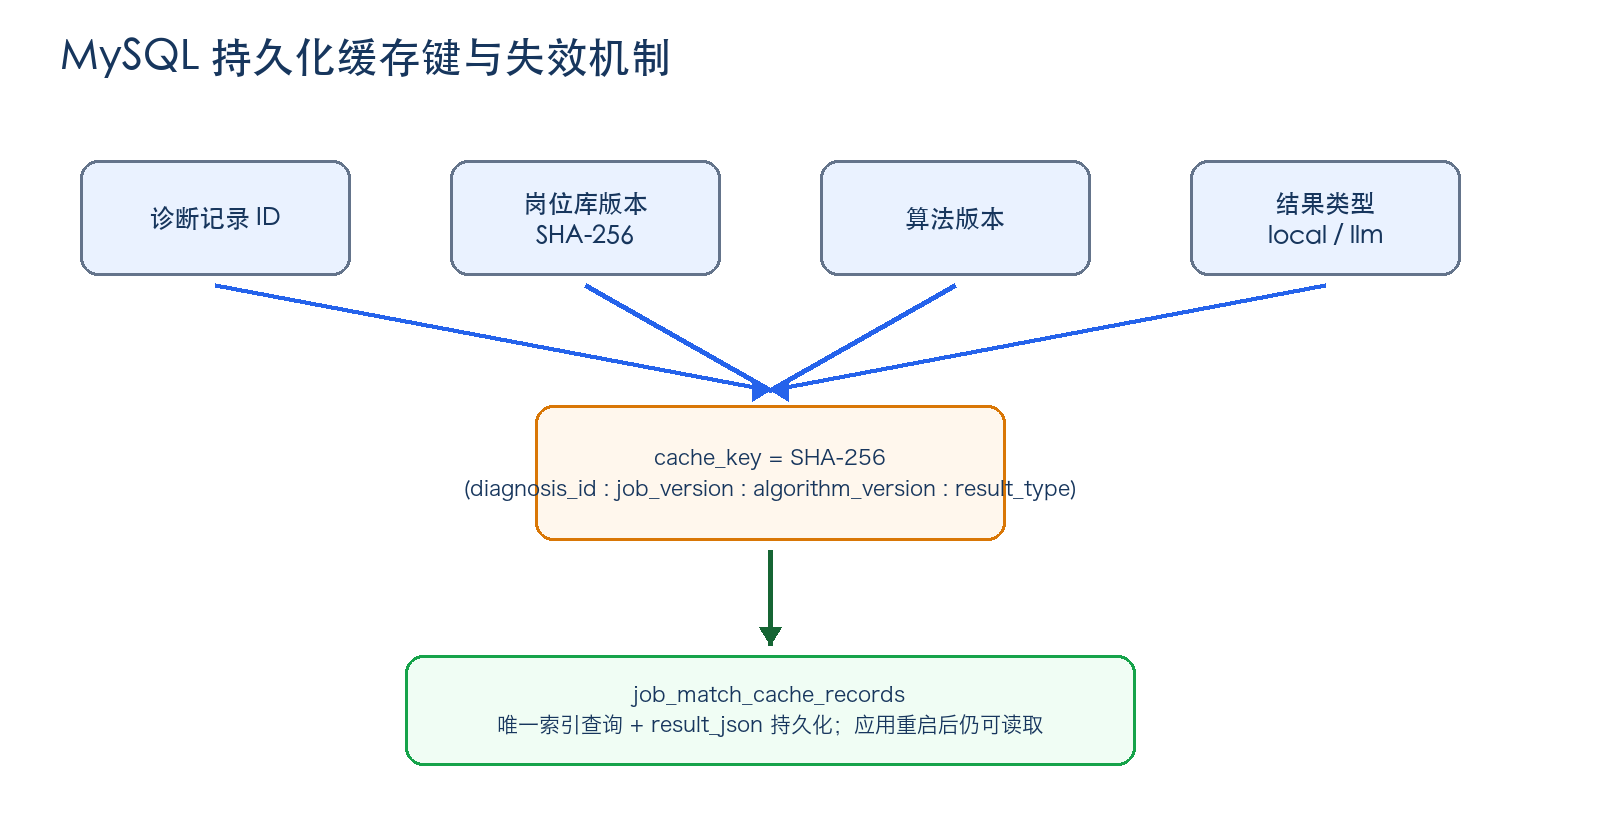 MySQL 持久化缓存键与失效机制
诊断记录 ID
岗位库版本
SHA-256
算法版本
结果类型
local / llm
cache_key = SHA-256
(diagnosis_id : job_version : algorithm_version : result_type)
job_match_cache_records
唯一索引查询 + result_json 持久化；应用重启后仍可读取